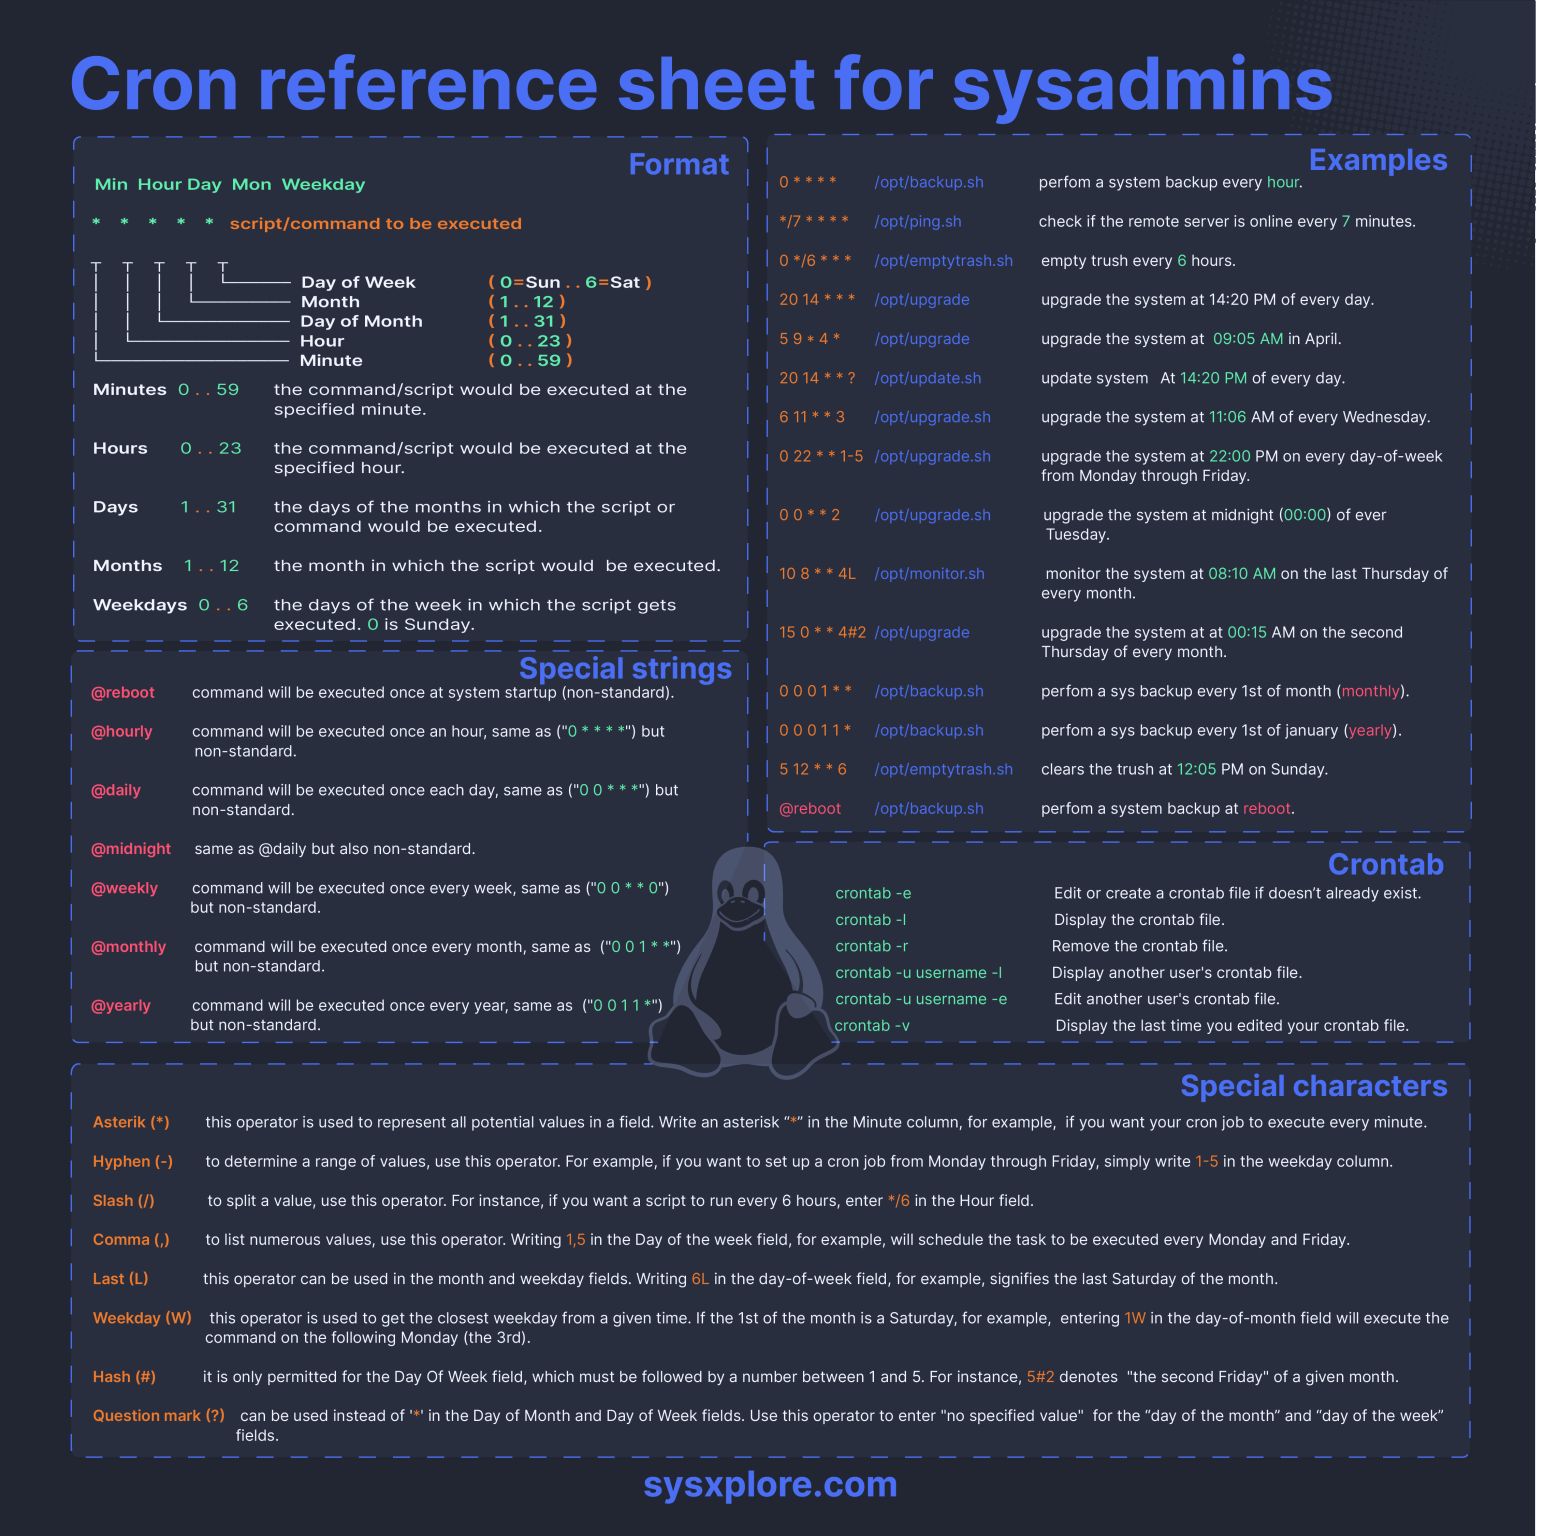 Cron reference sheet for sysadmins
Format
Min Hour Day Mon Weekday
* * * * * script/command to be executed
Day of Week ( 0=Sun . . 6=Sat )
Month ( 1 . . 12 )
Day of Month ( 1 . . 31 )
Hour ( 0 . . 23 )
Minute ( 0 . . 59 )
Minutes 0 . . 59 the command/script would be executed at the
specified minute.
Hours 0 . . 23 the command/script would be executed at the
specified hour.
Days 1 . . 31 the days of the months in which the script or
command would be executed.
Months 1 . . 12 the month in which the script would be executed.
Weekdays 0 . . 6 the days of the week in which the script gets
executed. 0 is Sunday.
Special strings
@reboot command will be executed once at system startup (non-standard).
@hourly command will be executed once an hour, same as ("0 * * * *") but
non-standard.
@daily command will be executed once each day, same as ("0 0 * * *") but
non-standard.
@midnight same as @daily but also non-standard.
@weekly command will be executed once every week, same as ("0 0 * * 0")
but non-standard.
@monthly command will be executed once every month, same as ("0 0 1 * *")
but non-standard.
@yearly command will be executed once every year, same as ("0 0 1 1 *")
but non-standard.
Examples
0 * * * * /opt/backup.sh perfom a system backup every hour.
*/7 * * * * /opt/ping.sh check if the remote server is online every 7 minutes.
0 */6 * * * /opt/emptytrash.sh empty trush every 6 hours.
20 14 * * * /opt/upgrade upgrade the system at 14:20 PM of every day.
5 9 * 4 * /opt/upgrade upgrade the system at 09:05 AM in April.
20 14 * * ? /opt/update.sh update system At 14:20 PM of every day.
6 11 * * 3 /opt/upgrade.sh upgrade the system at 11:06 AM of every Wednesday.
0 22 * * 1-5 /opt/upgrade.sh upgrade the system at 22:00 PM on every day-of-week
from Monday through Friday.
0 0 * * 2 /opt/upgrade.sh upgrade the system at midnight (00:00) of ever
Tuesday.
10 8 * * 4L /opt/monitor.sh monitor the system at 08:10 AM on the last Thursday of
every month.
15 0 * * 4#2 /opt/upgrade upgrade the system at at 00:15 AM on the second
Thursday of every month.
0 0 0 1 * * /opt/backup.sh perfom a sys backup every 1st of month (monthly).
0 0 0 1 1 * /opt/backup.sh perfom a sys backup every 1st of january (yearly).
5 12 * * 6 /opt/emptytrash.sh clears the trush at 12:05 PM on Sunday.
@reboot /opt/backup.sh perfom a system backup at reboot.
Crontab
crontab -e Edit or create a crontab file if doesn’t already exist.
crontab -l Display the crontab file.
crontab -r Remove the crontab file.
crontab -u username -l Display another user's crontab file.
crontab -u username -e Edit another user's crontab file.
crontab -v Display the last time you edited your crontab file.
Special characters
Asterik (*) this operator is used to represent all potential values in a field. Write an asterisk “*” in the Minute column, for example, if you want your cron job to execute every minute.
Hyphen (-) to determine a range of values, use this operator. For example, if you want to set up a cron job from Monday through Friday, simply write 1-5 in the weekday column.
Slash (/) to split a value, use this operator. For instance, if you want a script to run every 6 hours, enter */6 in the Hour field.
Comma (,) to list numerous values, use this operator. Writing 1,5 in the Day of the week field, for example, will schedule the task to be executed every Monday and Friday.
Last (L) this operator can be used in the month and weekday fields. Writing 6L in the day-of-week field, for example, signifies the last Saturday of the month.
Weekday (W) this operator is used to get the closest weekday from a given time. If the 1st of the month is a Saturday, for example, entering 1W in the day-of-month field will execute the
command on the following Monday (the 3rd).
Hash (#) it is only permitted for the Day Of Week field, which must be followed by a number between 1 and 5. For instance, 5#2 denotes "the second Friday" of a given month.
Question mark (?) can be used instead of '*' in the Day of Month and Day of Week fields. Use this operator to enter "no specified value" for the “day of the month” and “day of the week”
fields.
sysxplore.com